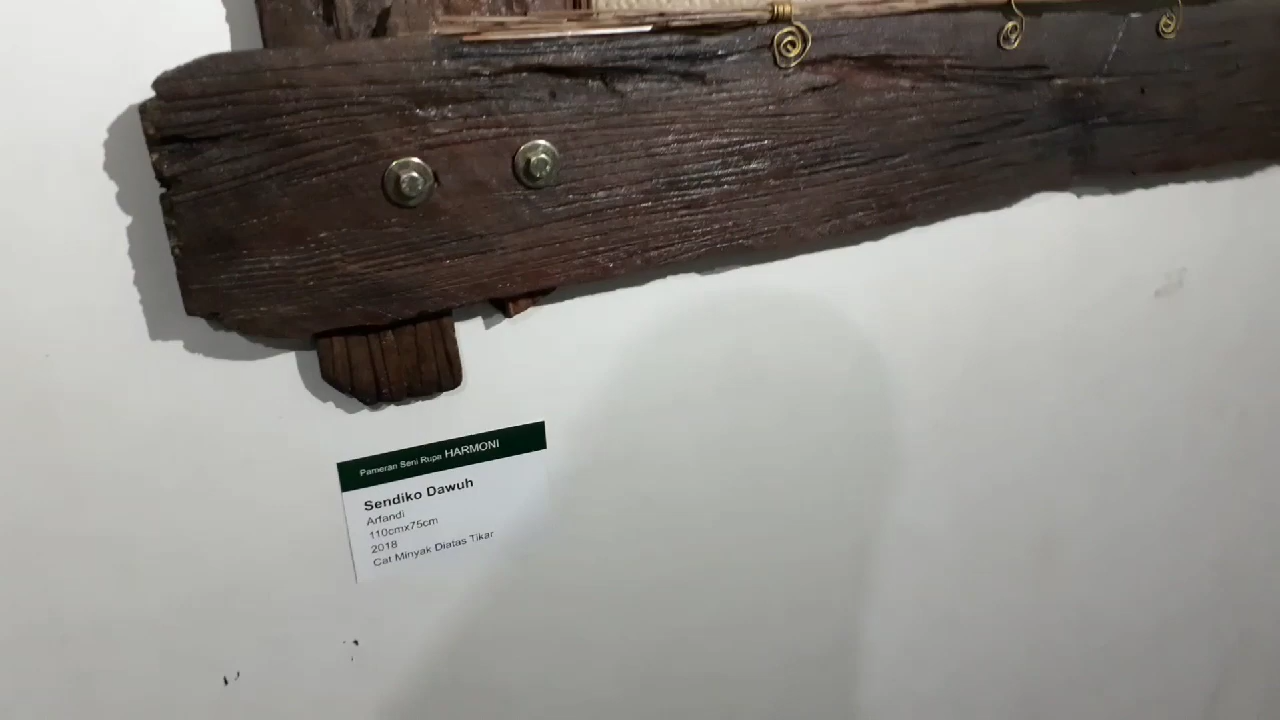 Pameran Seni Rupa HARMONI
Sendiko Dawuh
Arfandi
110cmx75cm
2018
Cat Minyak Diatas Tikar